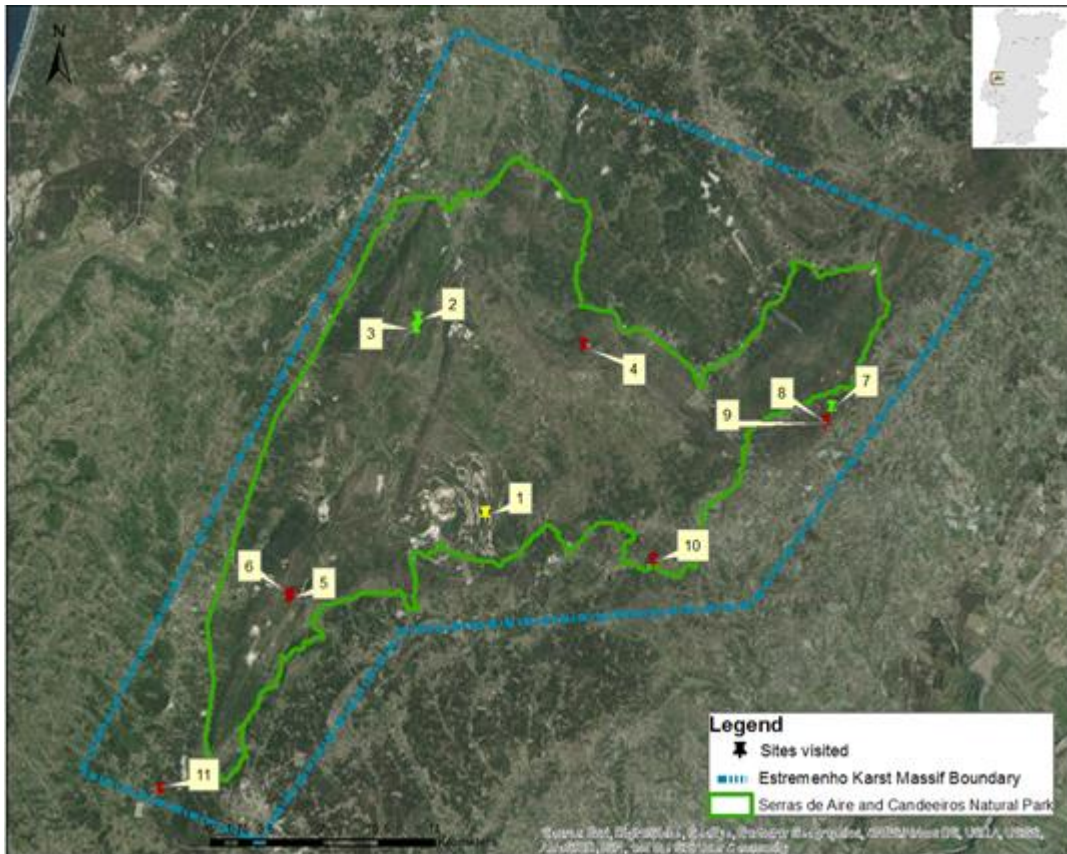 N
2
3
4
7
8
9
1
10
6
5
11
Legend
Sites visited
Estremenho Karst Massif Boundary
Serras de Aire and Candeeiros Natural Park
Kilometers